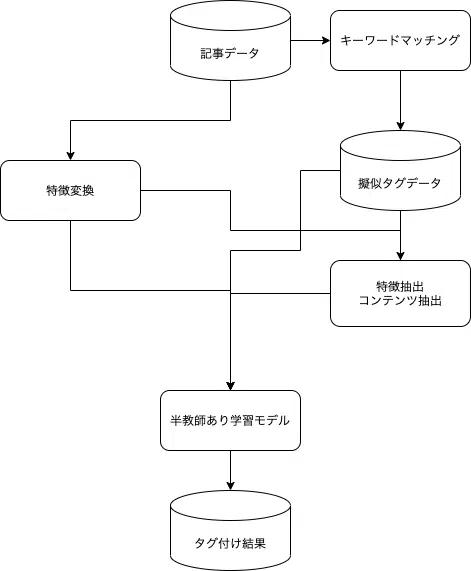 記事データ
キーワードマッチング
擬似タグデータ
特徴変換
特徴抽出
コンテンツ抽出
半教師あり学習モデル
タグ付け結果